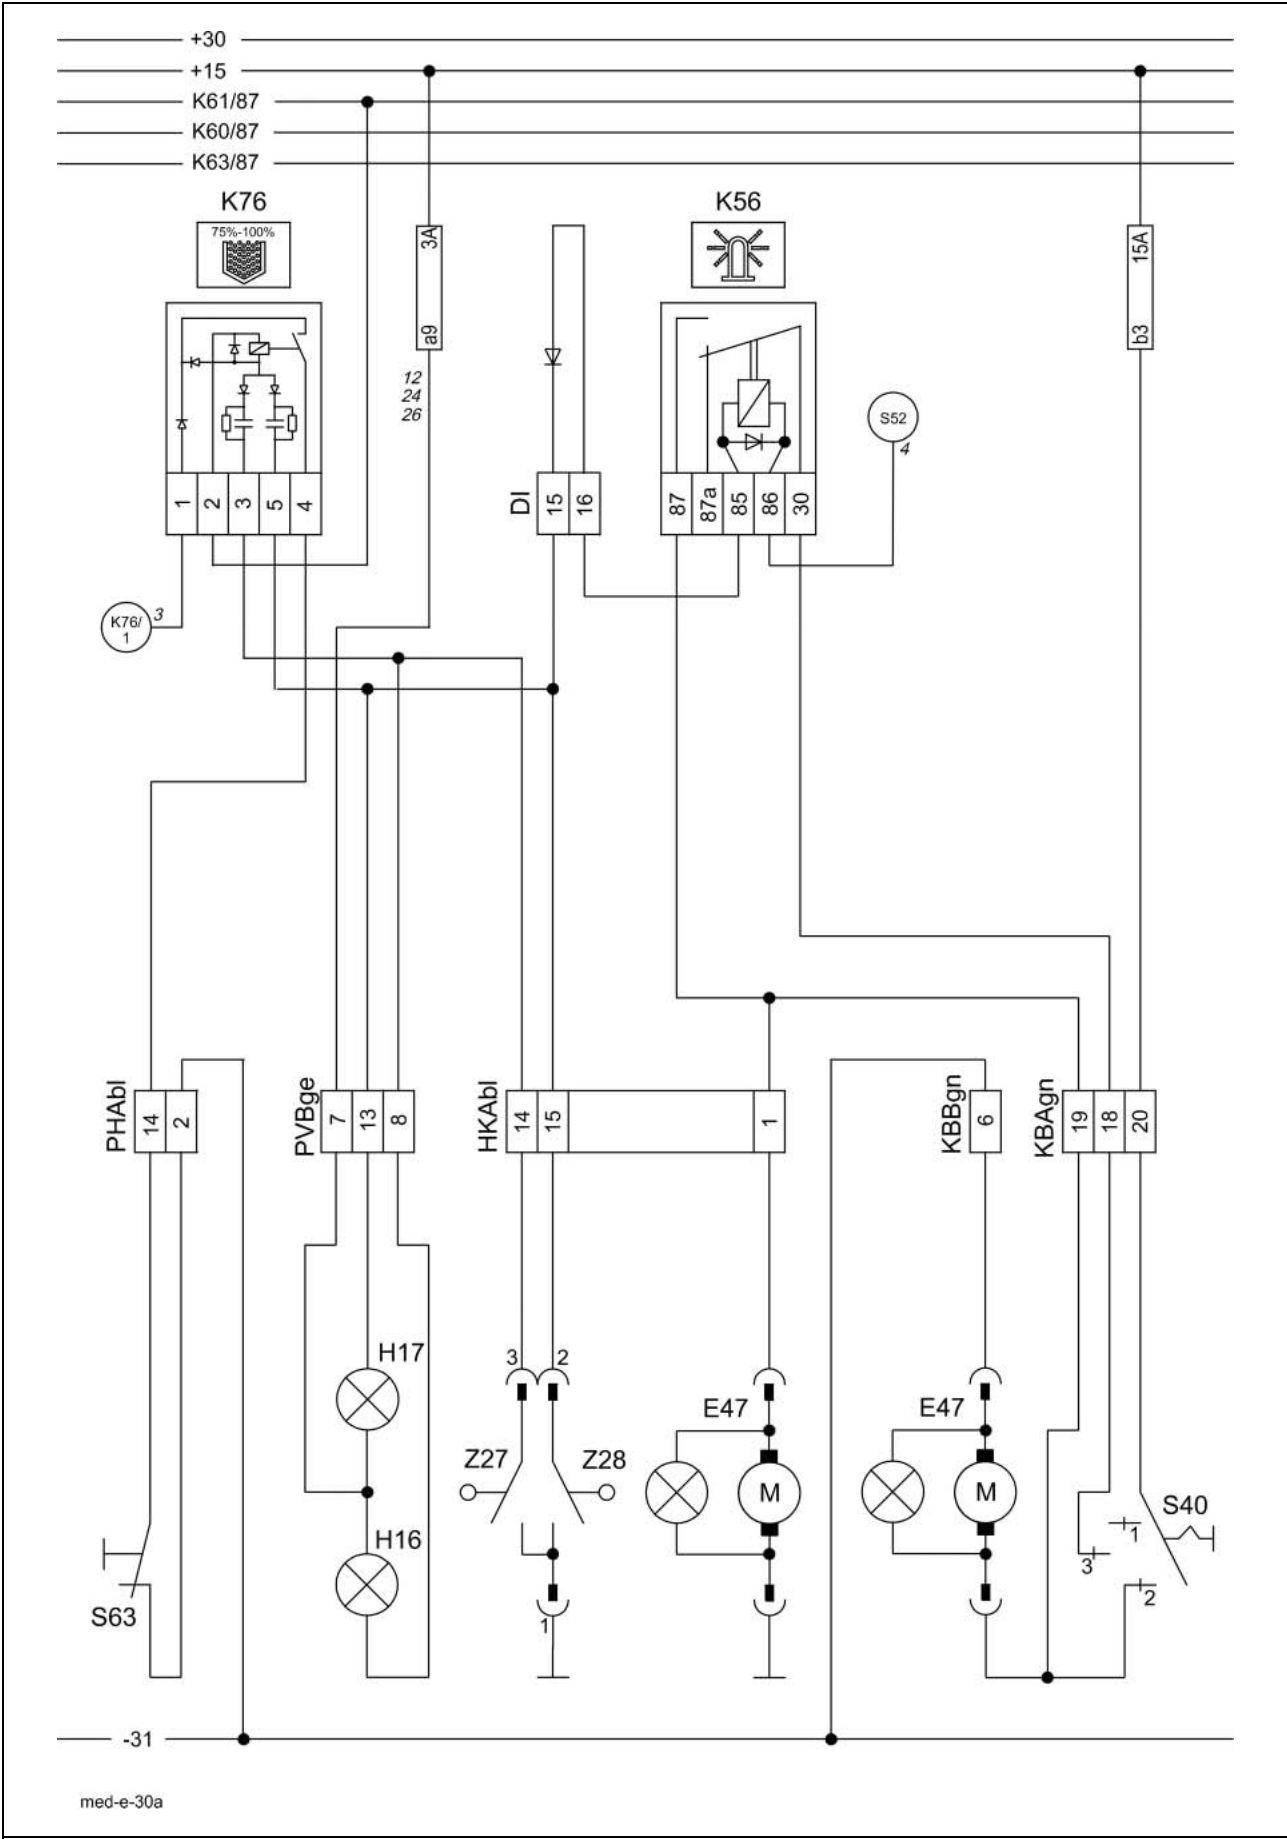 +30
+15
K61/87
K60/87
K63/87
K76
K56
75%-100%
3A
a9
15A
b3
12
24
26
S52
4
1
2
3
5
4
DI
15
16
87
87a
85
86
30
K76/
1
3
PHAbl
14
2
PVBge
7
13
8
HKAbl
14
15
1
KBBgn
6
KBAgn
19
18
20
H17
3
2
E47
E47
Z27
Z28
M
M
S40
H16
1
3
2
S63
1
-31
med-e-30a